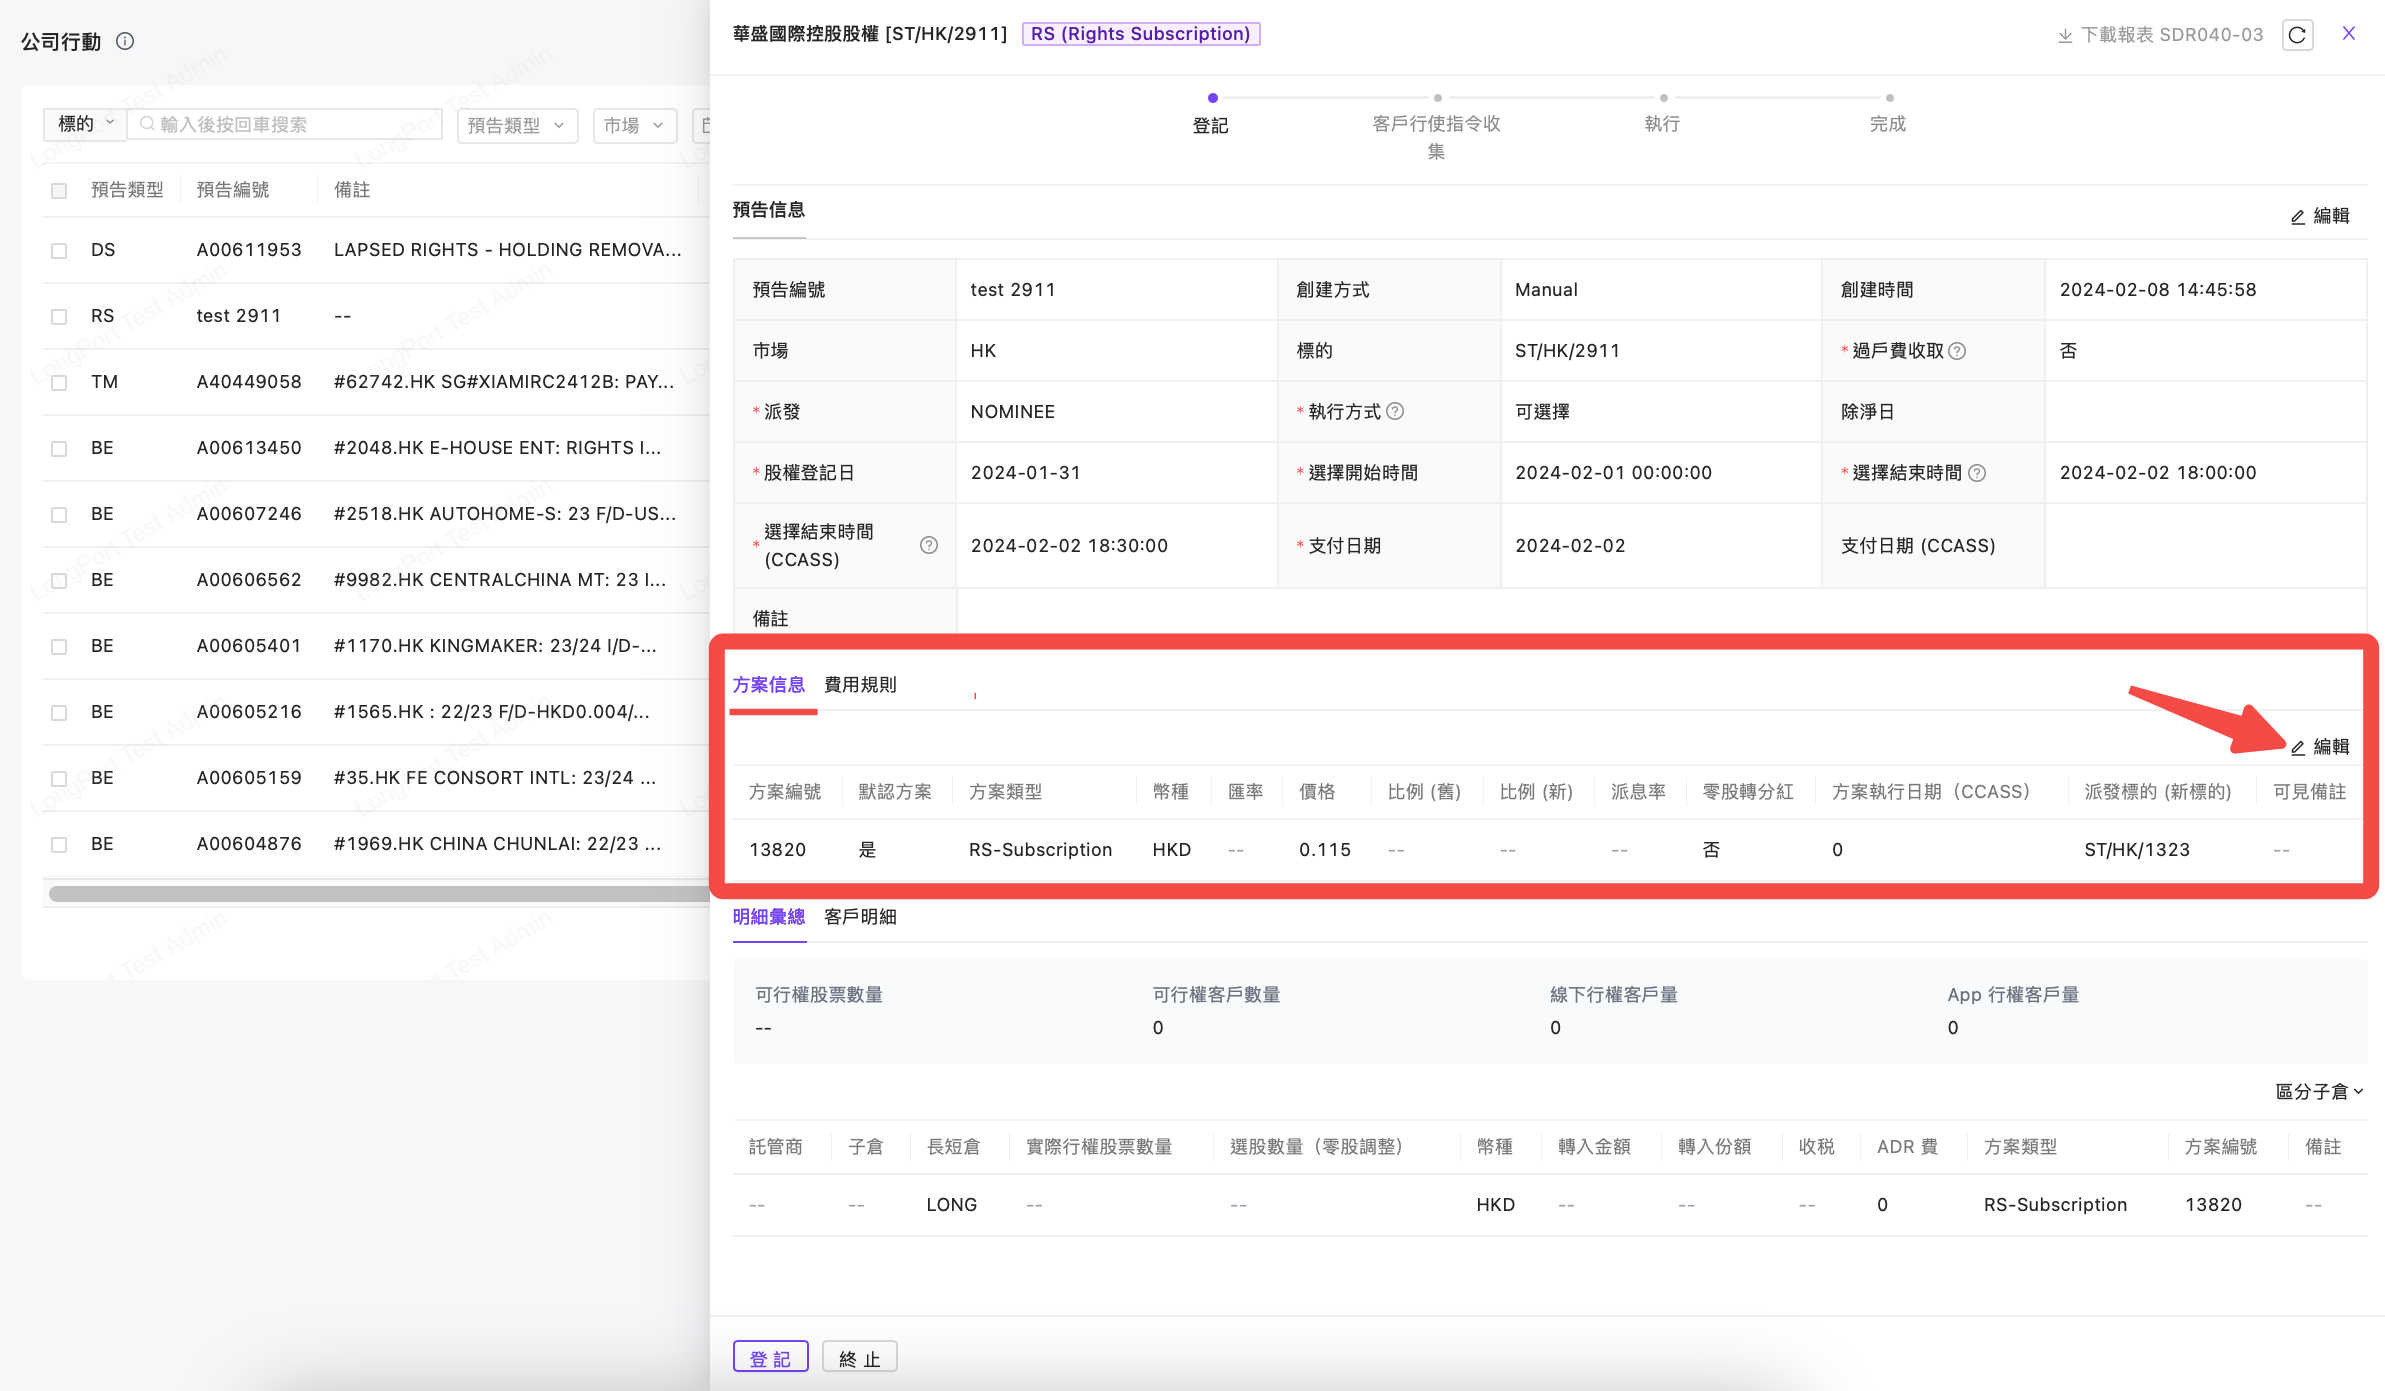 公司行動
標的
輸入後按回車搜索
預告類型
市場
預告類型 預告編號 備註
DS A00611953 LAPSED RIGHTS - HOLDING REMOVA...
RS test 2911 --
TM A40449058 #62742.HK SG#XIAMIRC2412B: PAY...
BE A00613450 #2048.HK E-HOUSE ENT: RIGHTS I...
BE A00607246 #2518.HK AUTOHOME-S: 23 F/D-US...
BE A00606562 #9982.HK CENTRALCHINA MT: 23 I...
BE A00605401 #1170.HK KINGMAKER: 23/24 I/D-...
BE A00605216 #1565.HK : 22/23 F/D-HKD0.004/...
BE A00605159 #35.HK FE CONSORT INTL: 23/24 ...
BE A00604876 #1969.HK CHINA CHUNLAI: 22/23 ...
LongPort Test Admin
華盛國際控股股權 [ST/HK/2911] RS (Rights Subscription)
下載報表 SDR040-03
登記
客戶行使指令收
集
執行
完成
預告信息
編輯
預告編號 test 2911 創建方式 Manual 創建時間 2024-02-08 14:45:58
市場 HK 標的 ST/HK/2911 *過戶費收取 否
*派發 NOMINEE *執行方式 可選擇 除淨日
*股權登記日 2024-01-31 *選擇開始時間 2024-02-01 00:00:00 *選擇結束時間 2024-02-02 18:00:00
*選擇結束時間
(CCASS) 2024-02-02 18:30:00 *支付日期 2024-02-02 支付日期 (CCASS)
備註
方案信息 費用規則
編輯
方案編號 默認方案 方案類型 幣種 匯率 價格 比例 (舊) 比例 (新) 派息率 零股轉分紅 方案執行日期（CCASS） 派發標的 (新標的) 可見備註
13820 是 RS-Subscription HKD -- 0.115 -- -- -- 否 0 ST/HK/1323 --
明細彙總 客戶明細
可行權股票數量 可行權客戶數量 線下行權客戶量 App 行權客戶量
-- 0 0 0
區分子倉
託管商 子倉 長短倉 實際行權股票數量 選股數量（零股調整） 幣種 轉入金額 轉入份額 收税 ADR 費 方案類型 方案編號 備註
-- -- LONG -- -- HKD -- -- -- 0 RS-Subscription 13820 --
登 記
終 止